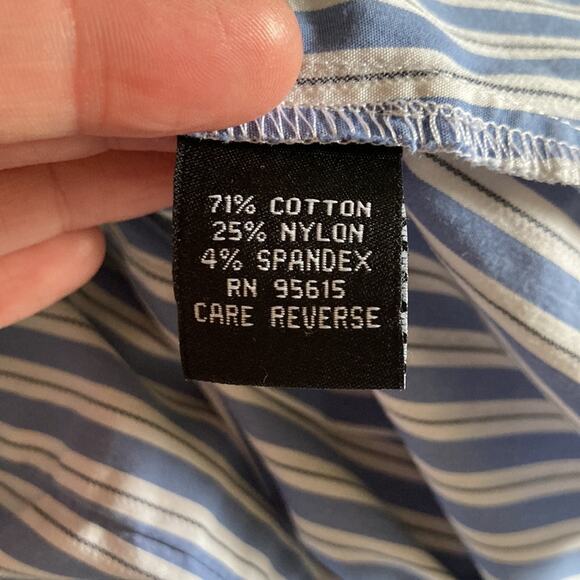 71% COTTON
25% NYLON
4% SPANDEX
RN 95615
CARE REVERSE